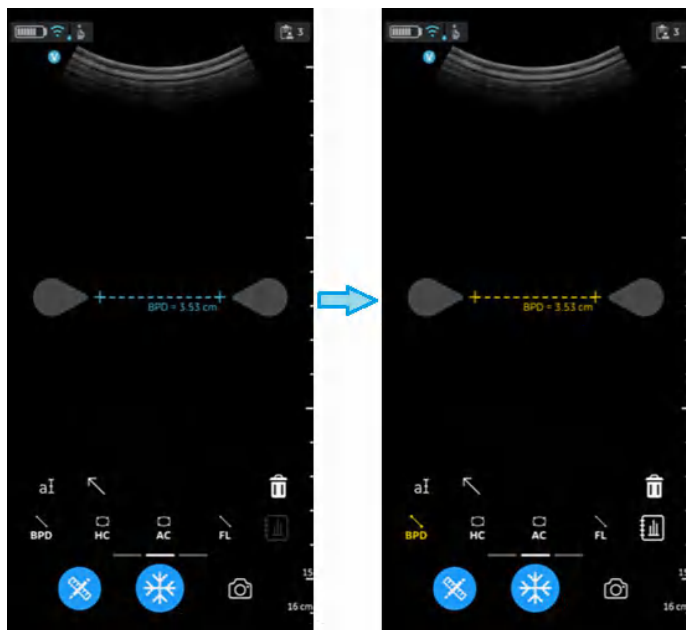 3
V
BPD = 3.53 cm
aI
BPD HC AC FL
15
16 cm
3
V
BPD = 3.53 cm
aI
BPD HC AC FL
15
16 cm